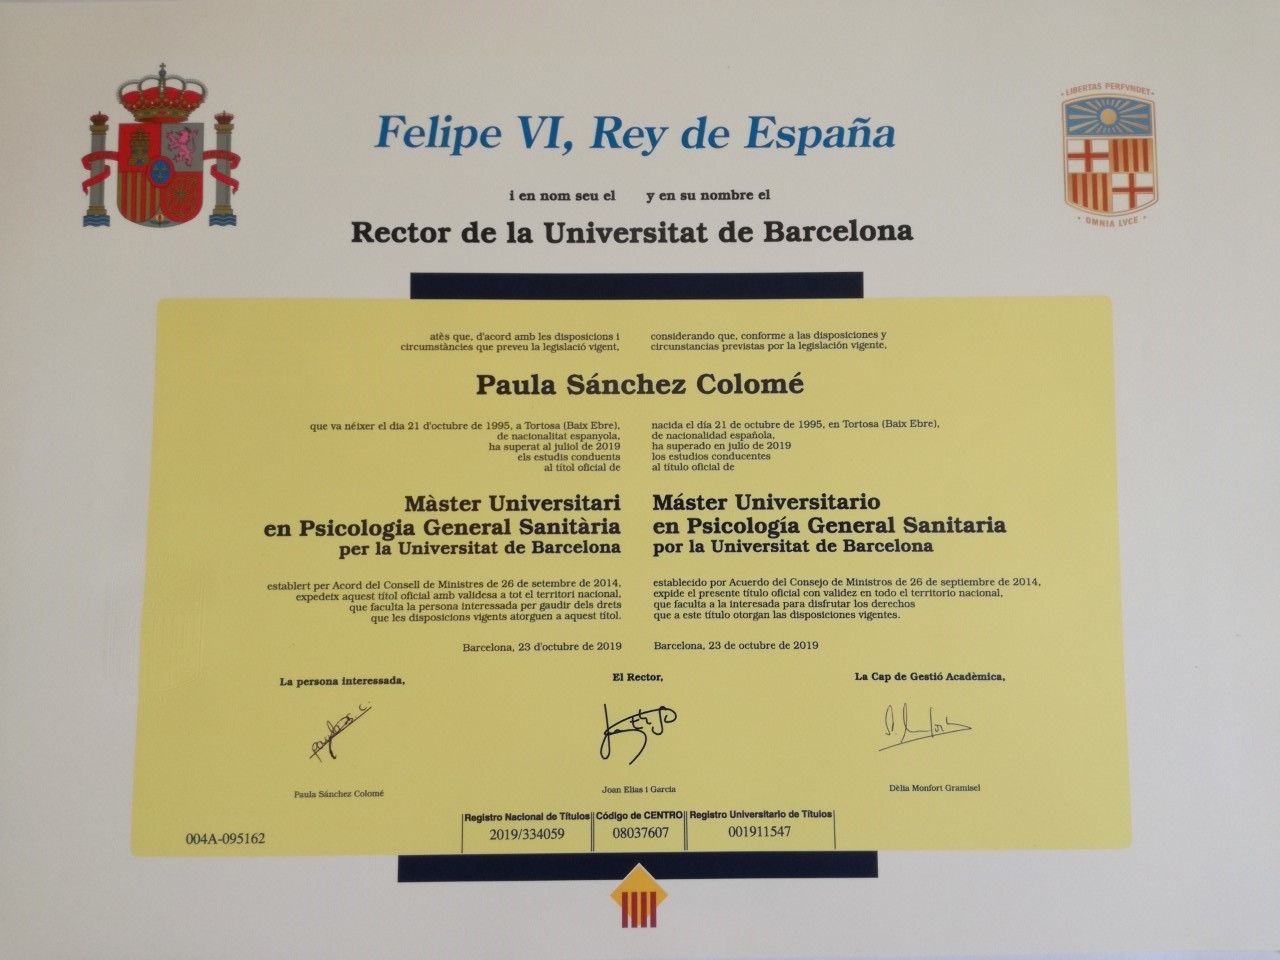 Felipe VI, Rey de España
LIBERTAS PERFVNDET
OMNIA LVCE
i en nom seu el y en su nombre el
Rector de la Universitat de Barcelona
atès que, d'acord amb les disposicions i
circumstàncies que preveu la legislació vigent,
considerando que, conforme a las disposiciones y
circunstancias previstas por la legislación vigente,
Paula Sánchez Colomé
que va néixer el dia 21 d'octubre de 1995, a Tortosa (Baix Ebre),
de nacionalitat espanyola,
ha superat al juliol de 2019
els estudis conduents
al títol oficial de
nacida el día 21 de octubre de 1995, en Tortosa (Baix Ebre),
de nacionalidad española,
ha superado en julio de 2019
los estudios conducentes
al título oficial de
Màster Universitari
en Psicologia General Sanitària
per la Universitat de Barcelona
Máster Universitario
en Psicología General Sanitaria
por la Universitat de Barcelona
establert per Acord del Consell de Ministres de 26 de setembre de 2014,
expedeix aquest títol oficial amb validesa a tot el territori nacional,
que faculta la persona interessada per gaudir dels drets
que les disposicions vigents atorguen a aquest títol.
establecido por Acuerdo del Consejo de Ministros de 26 de septiembre de 2014,
expide el presente título oficial con validez en todo el territorio nacional,
que faculta a la interesada para disfrutar los derechos
que a este título otorgan las disposiciones vigentes.
Barcelona, 23 d'octubre de 2019
Barcelona, 23 de octubre de 2019
La persona interessada,
El Rector,
La Cap de Gestió Acadèmica,
Paula Sánchez Colomé
Joan Elias i Garcia
Dèlia Monfort Gramisel
Registro Nacional de Títulos
2019/334059
Código de CENTRO
08037607
Registro Universitario de Títulos
001911547
004A-095162